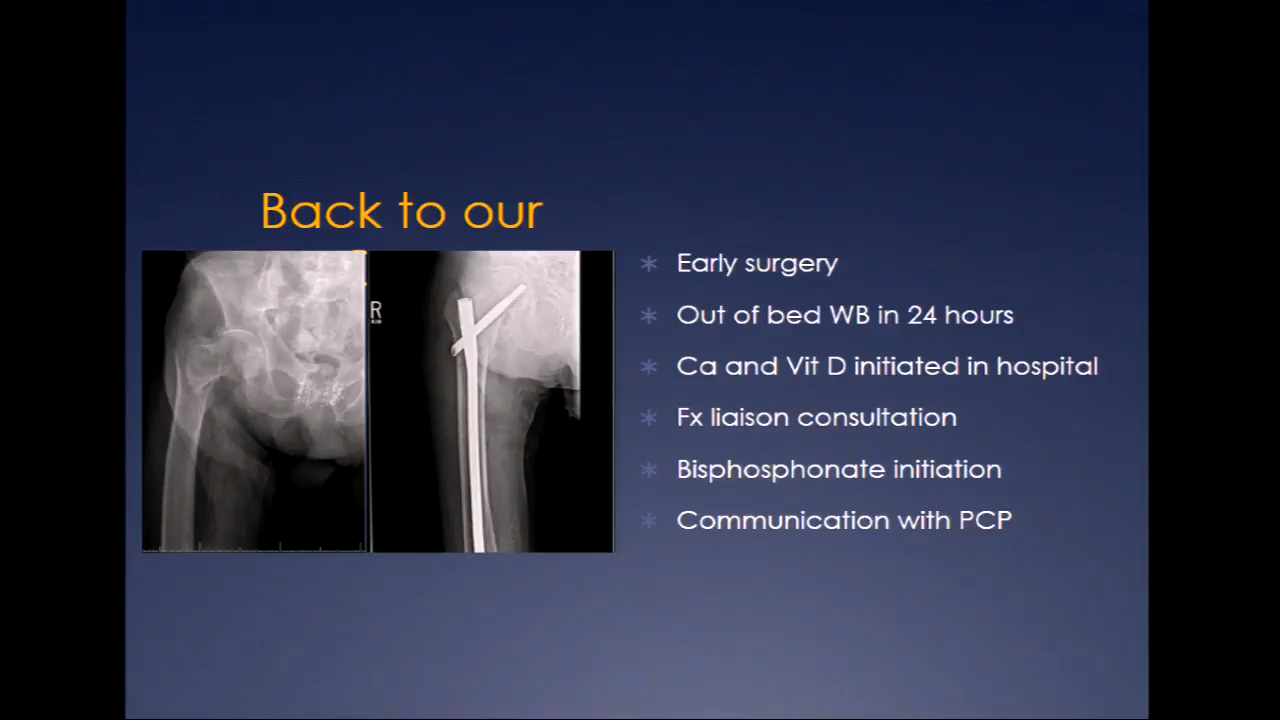 Back to our
R
Early surgery
Out of bed WB in 24 hours
Ca and Vit D initiated in hospital
Fx liaison consultation
Bisphosphonate initiation
Communication with PCP